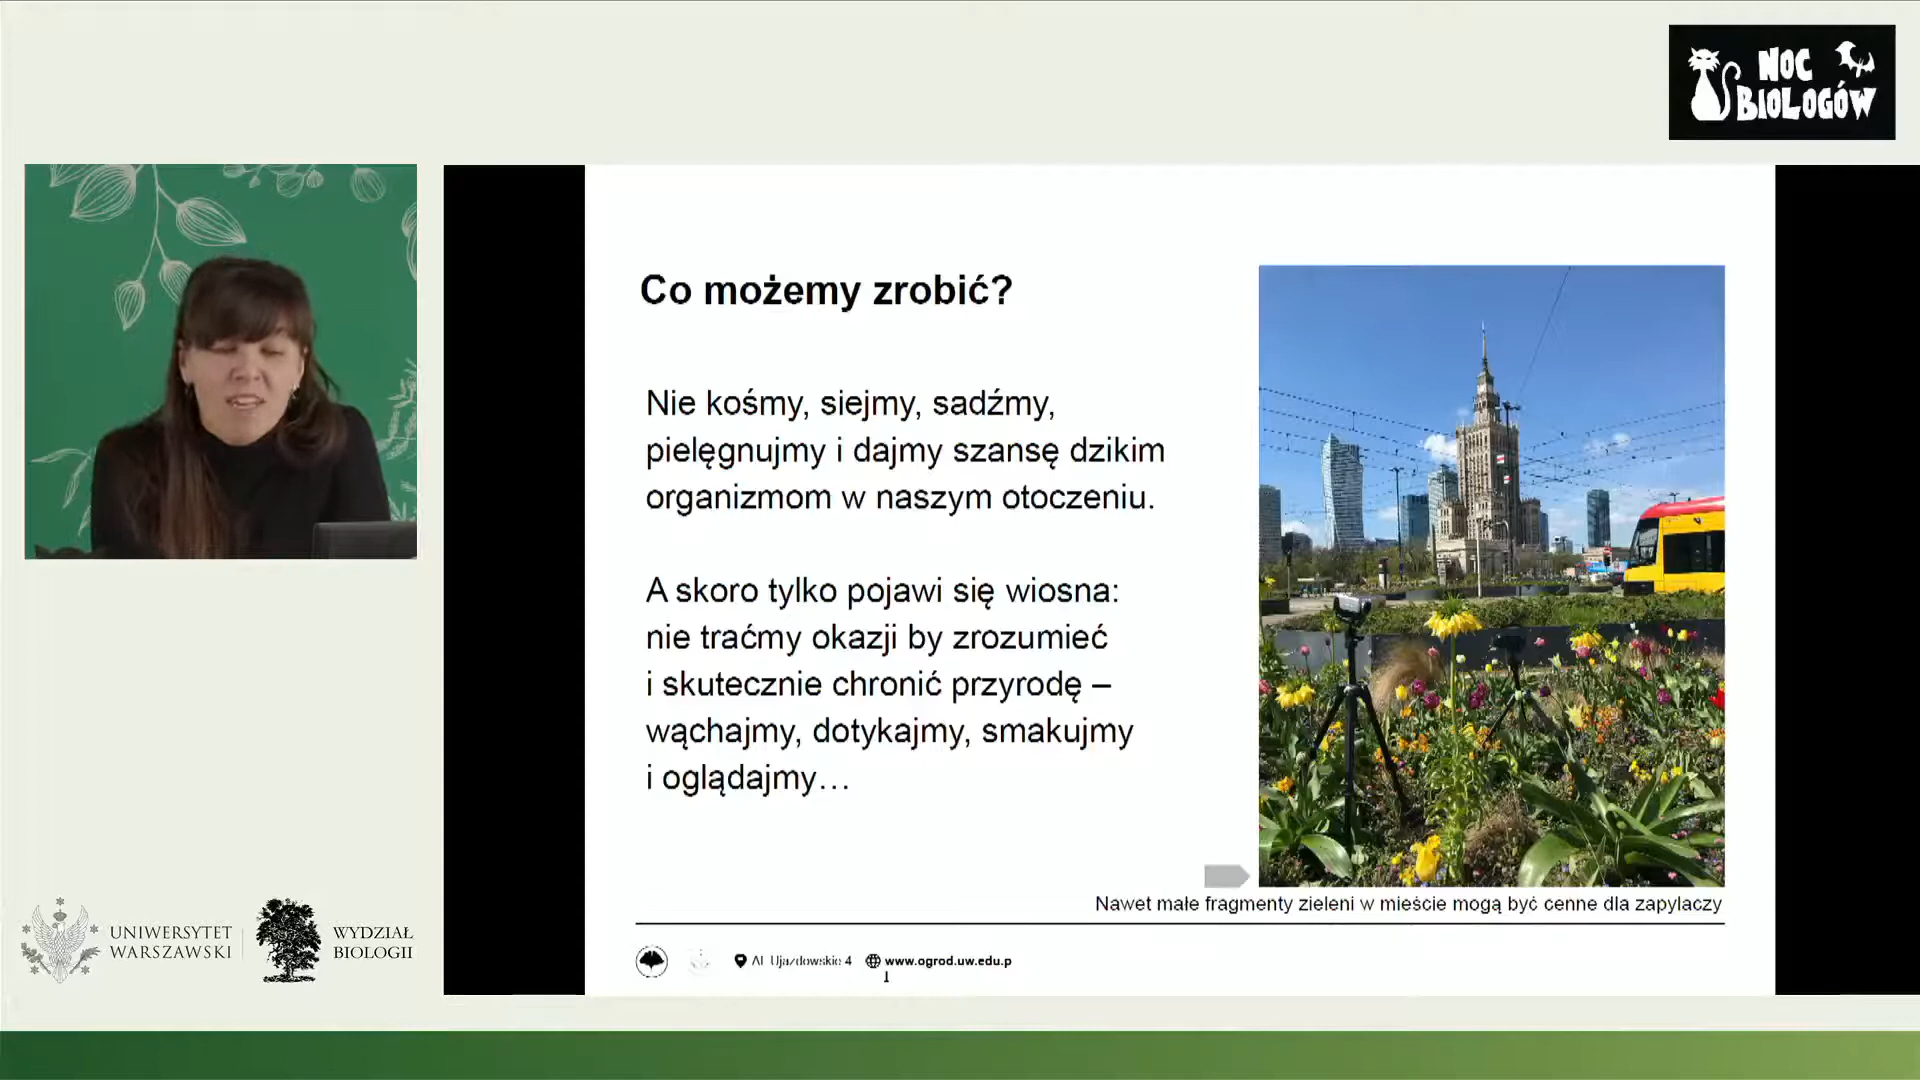 NOC
BIOLOGÓW
Co możemy zrobić?
Nie kośmy, siejmy, sadźmy,
pielęgnujmy i dajmy szansę dzikim
organizmom w naszym otoczeniu.
A skoro tylko pojawi się wiosna:
nie traćmy okazji by zrozumieć
i skutecznie chronić przyrodę –
wąchajmy, dotykajmy, smakujmy
i oglądajmy…
Nawet małe fragmenty zieleni w mieście mogą być cenne dla zapylaczy
Al. Ujazdowskie 4
www.ogrod.uw.edu.p
l
UNIWERSYTET
WARSZAWSKI
WYDZIAŁ
BIOLOGII